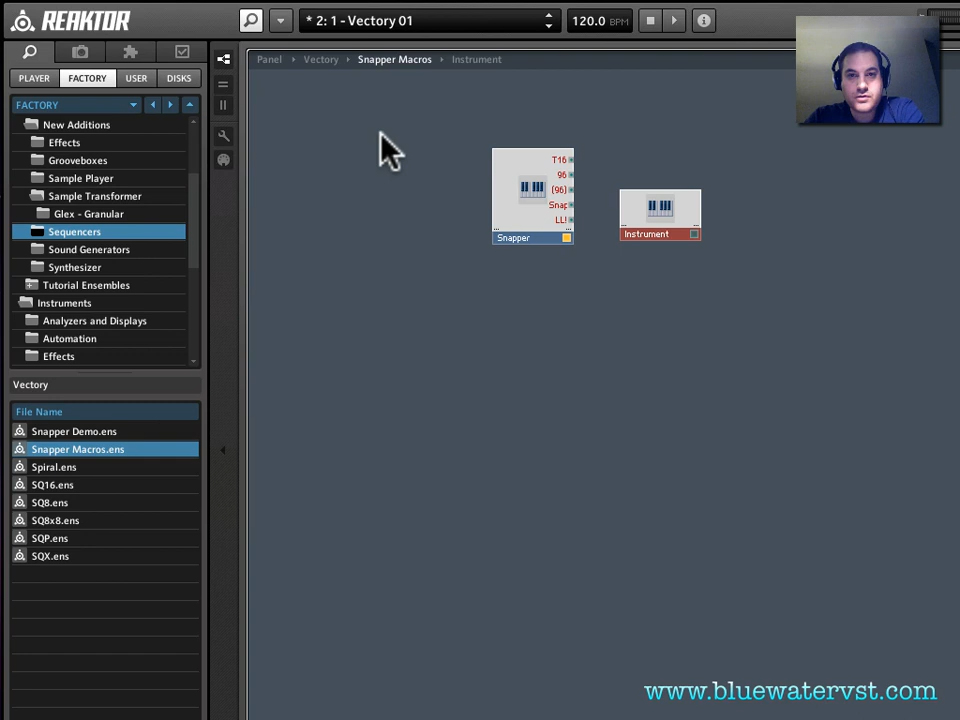 REAKTOR
* 2: 1 - Vectory 01
120.0 BPM
PLAYER
FACTORY
USER
DISKS
Panel
Vectory
Snapper Macros
Instrument
FACTORY
New Additions
Effects
Grooveboxes
Sample Player
Sample Transformer
Glex - Granular
Sequencers
Sound Generators
Synthesizer
Tutorial Ensembles
Instruments
Analyzers and Displays
Automation
Effects
Vectory
File Name
Snapper Demo.ens
Snapper Macros.ens
Spiral.ens
SQ16.ens
SQ8.ens
SQ8x8.ens
SQP.ens
SQX.ens
T16
96
(96)
Snap
LL!
Snapper
Instrument
www.bluewatervst.com